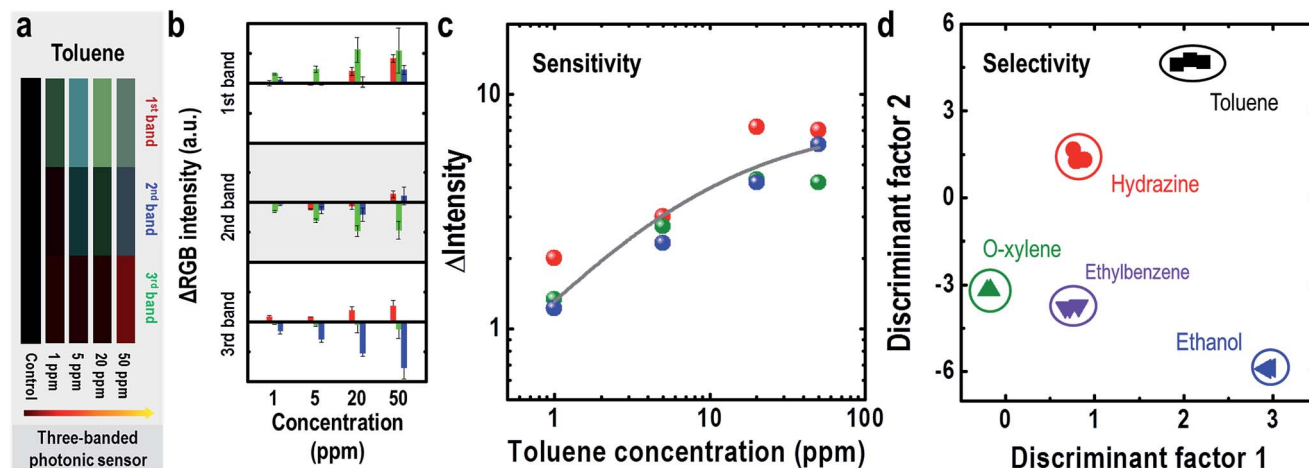 a
Toluene
1st band
2nd band
3rd band
Control
1 ppm
5 ppm
20 ppm
50 ppm
Three-banded
photonic sensor
b
ΔRGB intensity (a.u.)
1st band
2nd band
3rd band
1 5 20 50
Concentration
(ppm)
c
Sensitivity
ΔIntensity
10
1
1 10 100
Toluene concentration (ppm)
d
Selectivity
Discriminant factor 2
6
3
0
-3
-6
Toluene
Hydrazine
O-xylene
Ethylbenzene
Ethanol
0 1 2 3
Discriminant factor 1